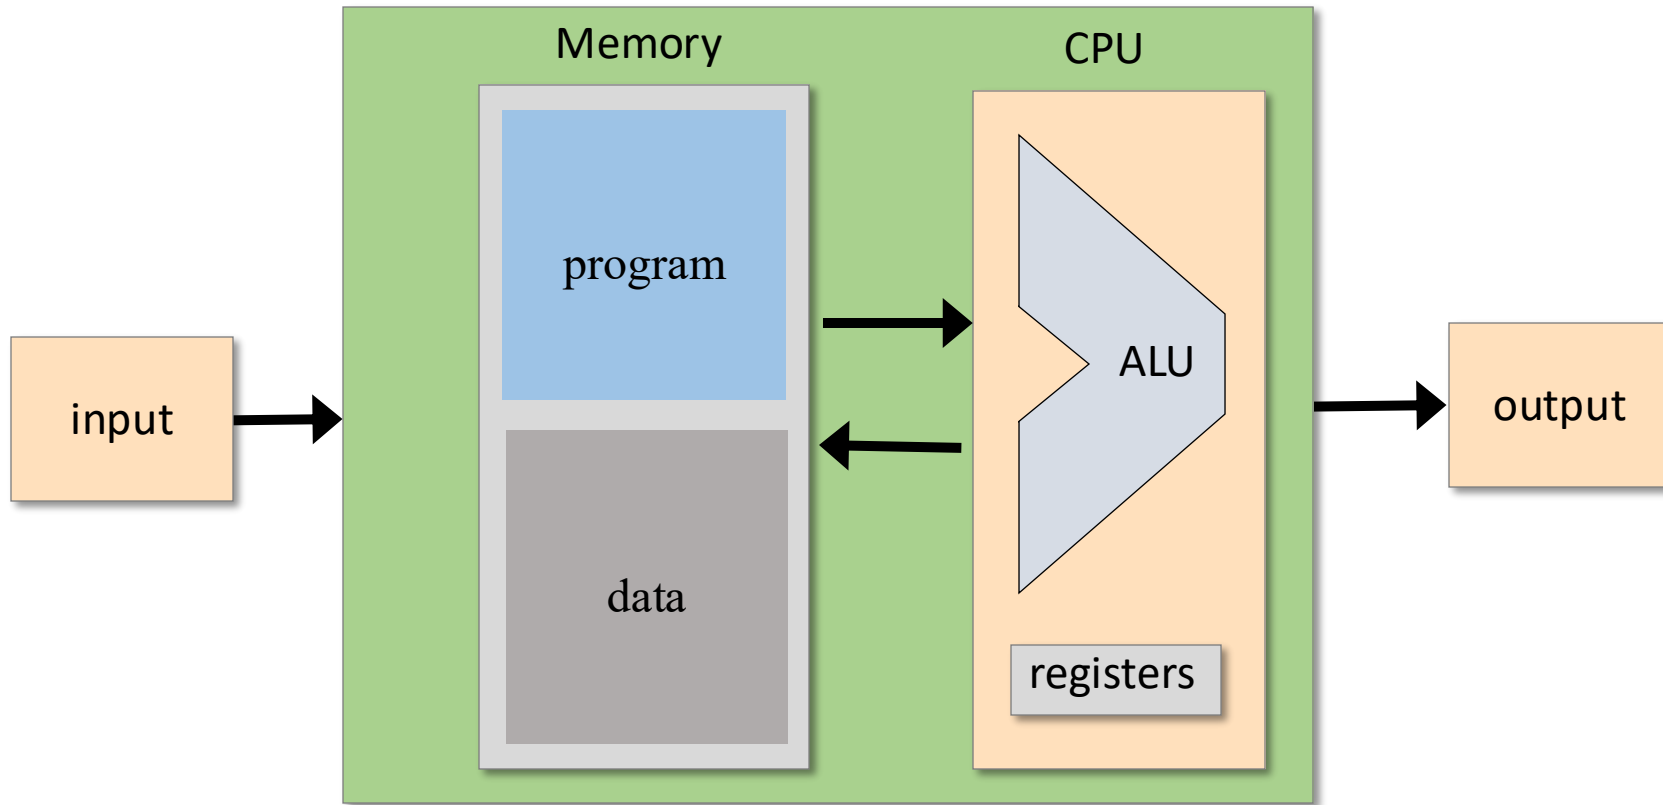 Memory
CPU
program
ALU
input
output
data
registers